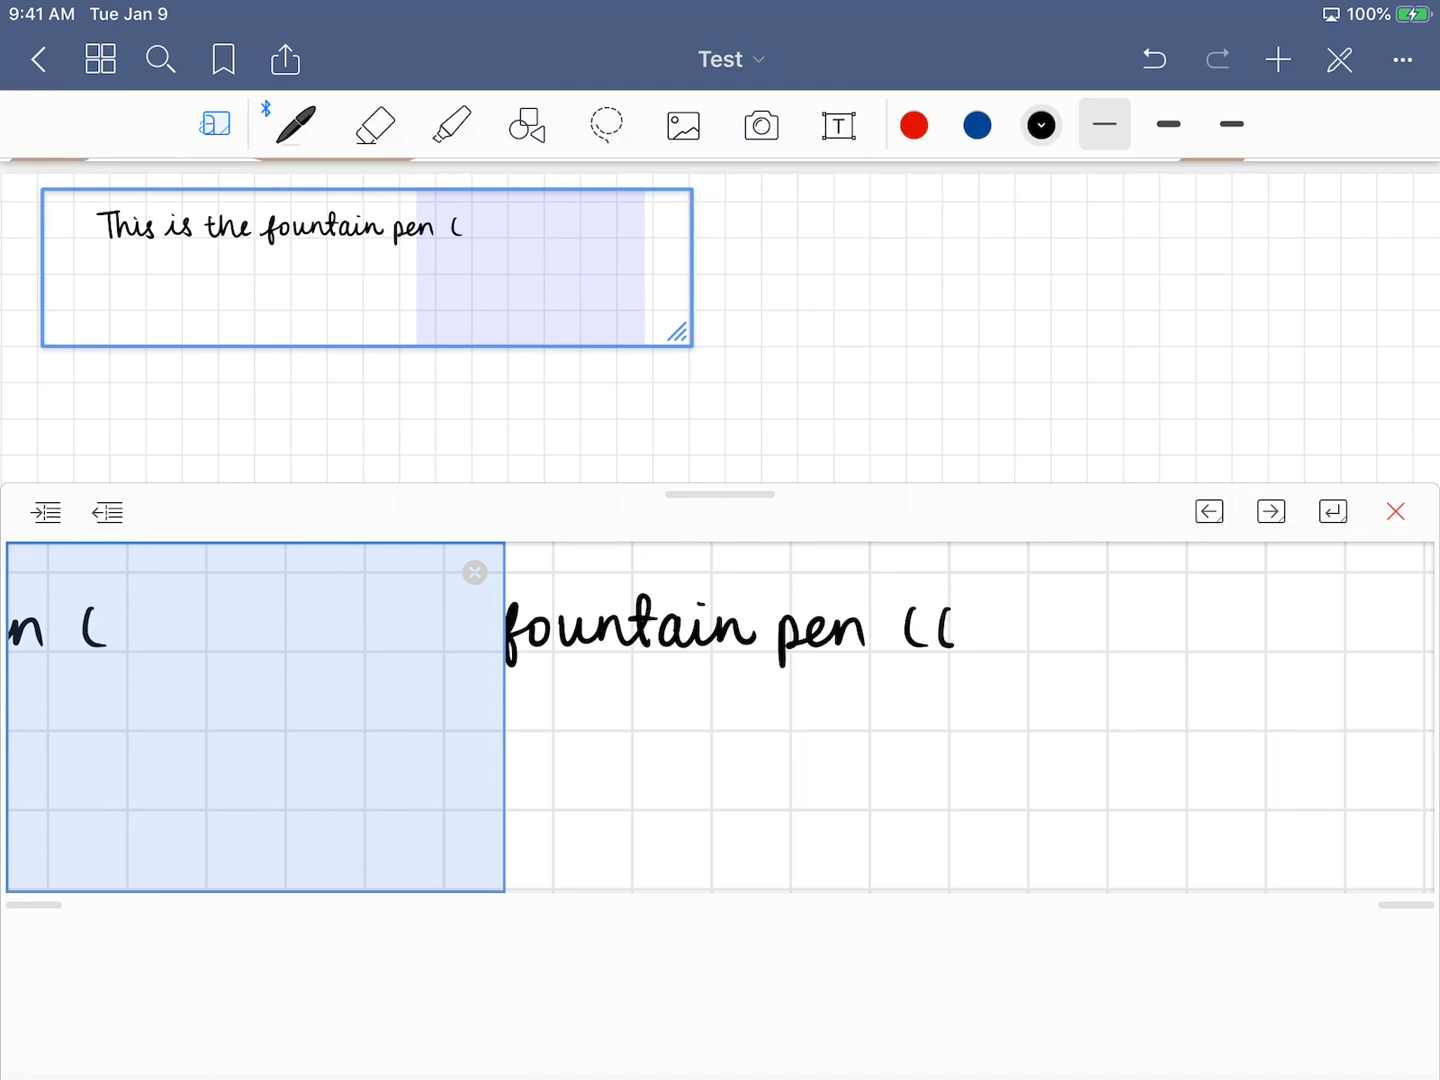 9:41 AM Tue Jan 9 100%
Test
T
This is the fountain pen (
n ( fountain pen ((